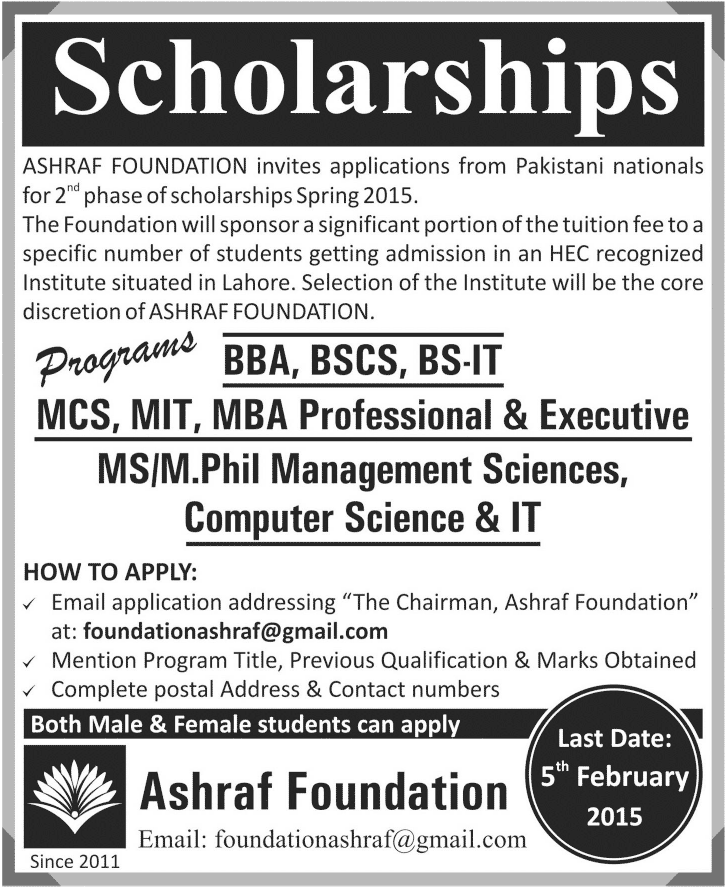 Scholarships
ASHRAF FOUNDATION invites applications from Pakistani nationals
for 2nd phase of scholarships Spring 2015.
The Foundation will sponsor a significant portion of the tuition fee to a
specific number of students getting admission in an HEC recognized
Institute situated in Lahore. Selection of the Institute will be the core
discretion of ASHRAF FOUNDATION.
Programs BBA, BSCS, BS-IT
MCS, MIT, MBA Professional & Executive
MS/M.Phil Management Sciences,
Computer Science & IT
HOW TO APPLY:
✓ Email application addressing “The Chairman, Ashraf Foundation”
at: foundationashraf@gmail.com
✓ Mention Program Title, Previous Qualification & Marks Obtained
✓ Complete postal Address & Contact numbers
Both Male & Female students can apply
Last Date:
5th February
2015
Ashraf Foundation
Email: foundationashraf@gmail.com
Since 2011